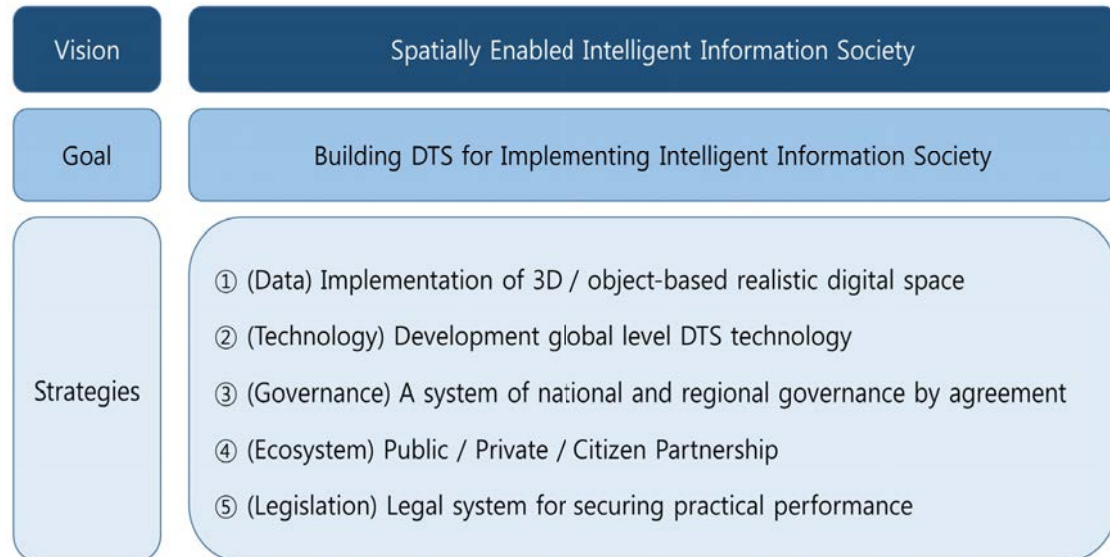 Vision
Spatially Enabled Intelligent Information Society
Goal
Building DTS for Implementing Intelligent Information Society
Strategies
① (Data) Implementation of 3D / object-based realistic digital space
② (Technology) Development global level DTS technology
③ (Governance) A system of national and regional governance by agreement
④ (Ecosystem) Public / Private / Citizen Partnership
⑤ (Legislation) Legal system for securing practical performance